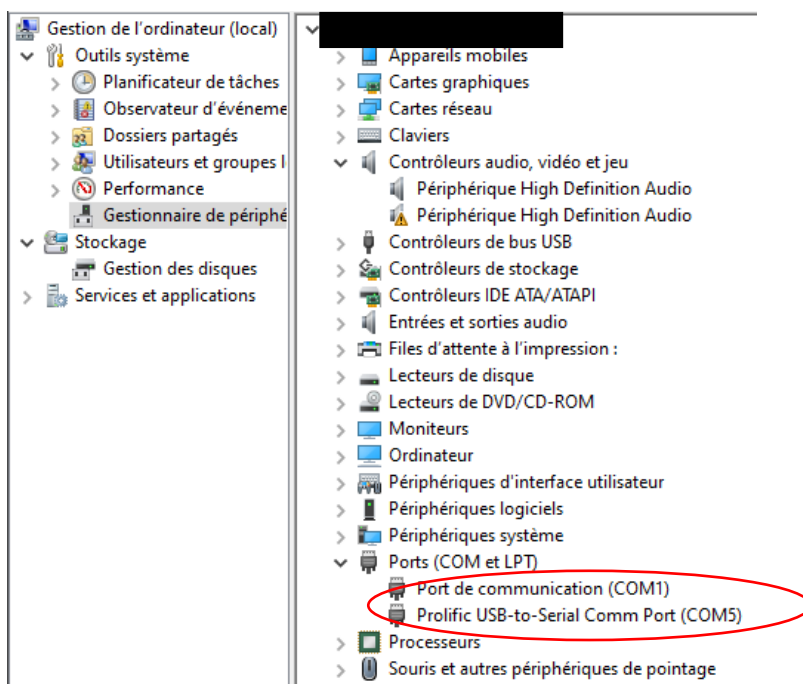 Gestion de l'ordinateur (local)
Outils système
Planificateur de tâches
Observateur d'événeme
Dossiers partagés
Utilisateurs et groupes l
Performance
Gestionnaire de périphé
Stockage
Gestion des disques
Services et applications
Appareils mobiles
Cartes graphiques
Cartes réseau
Claviers
Contrôleurs audio, vidéo et jeu
Périphérique High Definition Audio
Périphérique High Definition Audio
Contrôleurs de bus USB
Contrôleurs de stockage
Contrôleurs IDE ATA/ATAPI
Entrées et sorties audio
Files d'attente à l'impression :
Lecteurs de disque
Lecteurs de DVD/CD-ROM
Moniteurs
Ordinateur
Périphériques d'interface utilisateur
Périphériques logiciels
Périphériques système
Ports (COM et LPT)
Port de communication (COM1)
Prolific USB-to-Serial Comm Port (COM5)
Processeurs
Souris et autres périphériques de pointage